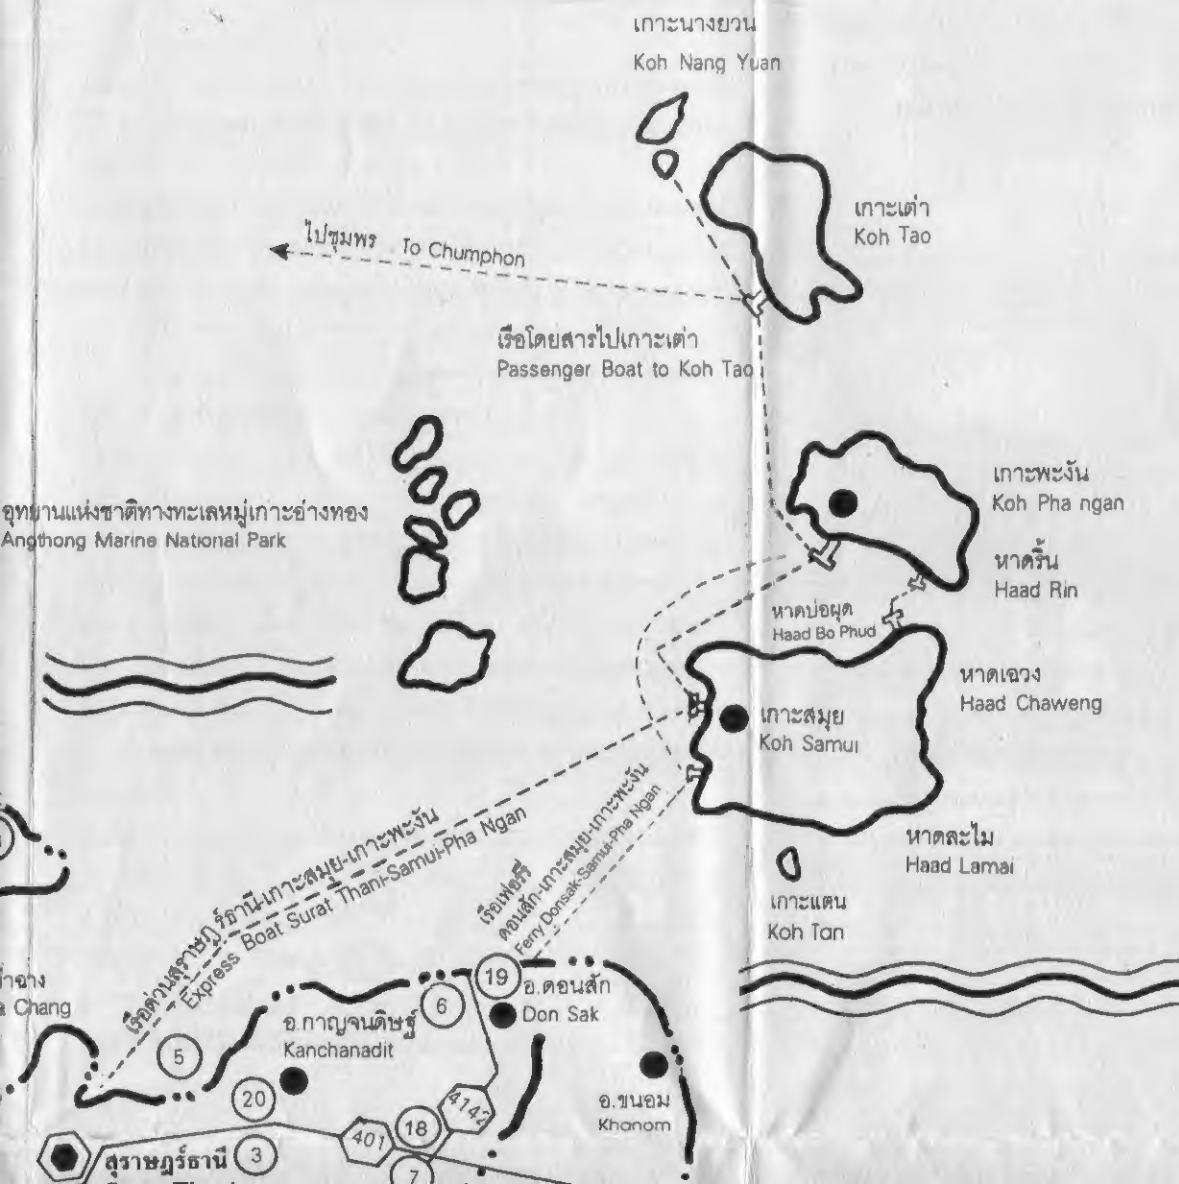 เกาะนางยวน
Koh Nang Yuan
เกาะเต่า
Koh Tao
ไปชุมพร To Chumphon
เรือโดยสารไปเกาะเต่า
Passenger Boat to Koh Tao
เกาะพะงัน
Koh Pha ngan
อุทยานแห่งชาติทางทะเลหมู่เกาะอ่างทอง
Angthong Marine National Park
หาดริ้น
Haad Rin
หาดบ่อผุด
Haad Bo Phud
หาดเฉวง
Haad Chaweng
เกาะสมุย
Koh Samui
หาดละไม
Haad Lamai
เกาะแตน
Koh Tan
เรือด่วนสุราษฎร์ธานี-เกาะสมุย-เกาะพะงัน
Express Boat Surat Thani-Samui-Pha Ngan
เรือเฟอร์รี่
ดอนสัก-เกาะสมุย-เกาะพะงัน
Ferry Donsak-Samui-Pha Ngan
Chang
19
อ.ดอนสัก
Don Sak
6
อ.กาญจนดิษฐ์
Kanchanadit
5
20
อ.ขนอม
Khanom
4142
18
401
7
สุราษฎร์ธานี
3